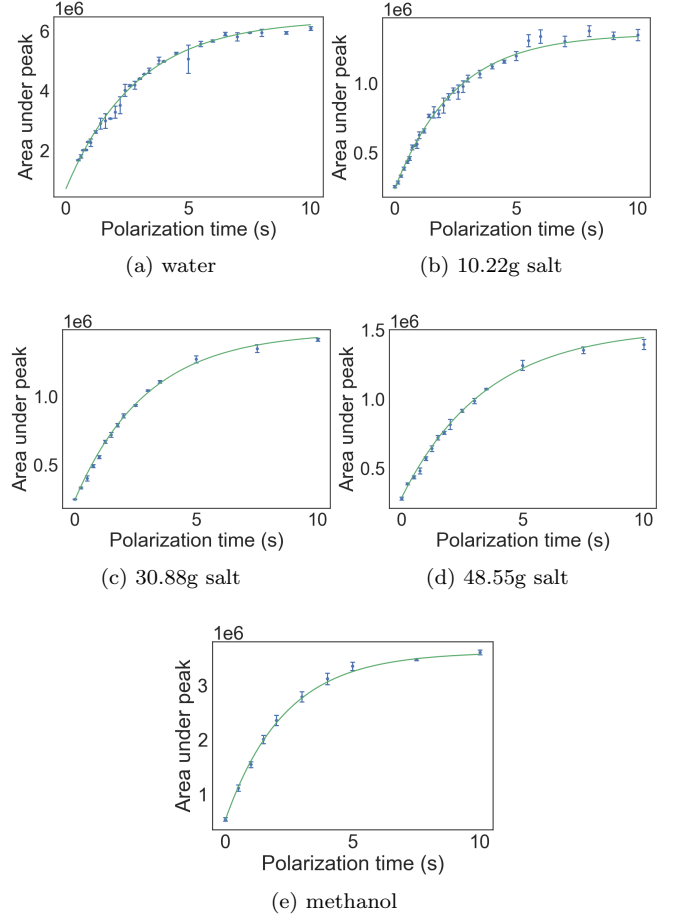 1e6
6
4
2
Area under peak
0 5 10
Polarization time (s)
(a) water
1e6
1.0
0.5
Area under peak
0 5 10
Polarization time (s)
(b) 10.22g salt
1e6
1.0
0.5
Area under peak
0 5 10
Polarization time (s)
(c) 30.88g salt
1e6
1.5
1.0
0.5
Area under peak
0 5 10
Polarization time (s)
(d) 48.55g salt
1e6
3
2
1
Area under peak
0 5 10
Polarization time (s)
(e) methanol